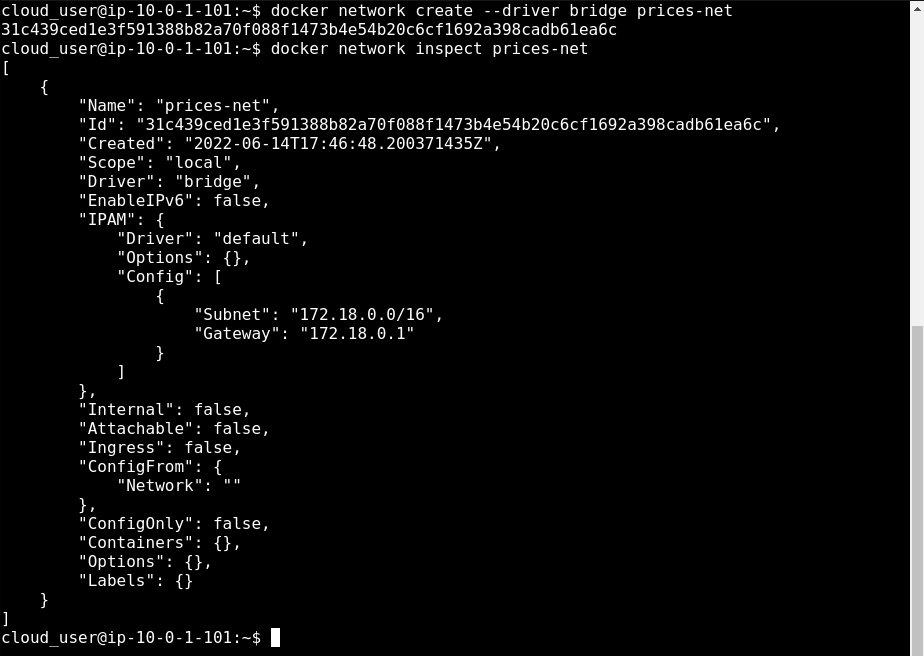 cloud_user@ip-10-0-1-101:~$ docker network create --driver bridge prices-net
31c439ced1e3f591388b82a70f088f1473b4e54b20c6cf1692a398cadb61ea6c
cloud_user@ip-10-0-1-101:~$ docker network inspect prices-net
[
    {
        "Name": "prices-net",
        "Id": "31c439ced1e3f591388b82a70f088f1473b4e54b20c6cf1692a398cadb61ea6c",
        "Created": "2022-06-14T17:46:48.200371435Z",
        "Scope": "local",
        "Driver": "bridge",
        "EnableIPv6": false,
        "IPAM": {
            "Driver": "default",
            "Options": {},
            "Config": [
                {
                    "Subnet": "172.18.0.0/16",
                    "Gateway": "172.18.0.1"
                }
            ]
        },
        "Internal": false,
        "Attachable": false,
        "Ingress": false,
        "ConfigFrom": {
            "Network": ""
        },
        "ConfigOnly": false,
        "Containers": {},
        "Options": {},
        "Labels": {}
    }
]
cloud_user@ip-10-0-1-101:~$